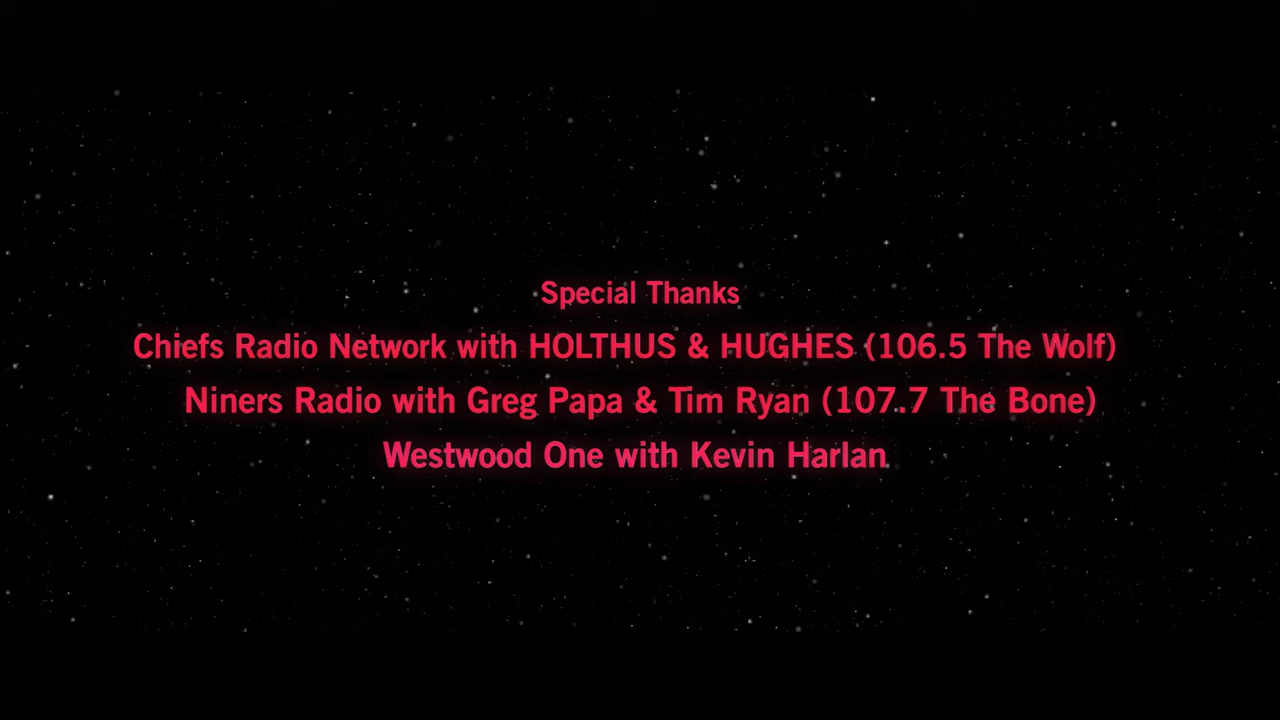 Special Thanks
Chiefs Radio Network with HOLTHUS & HUGHES (106.5 The Wolf)
Niners Radio with Greg Papa & Tim Ryan (107.7 The Bone)
Westwood One with Kevin Harlan